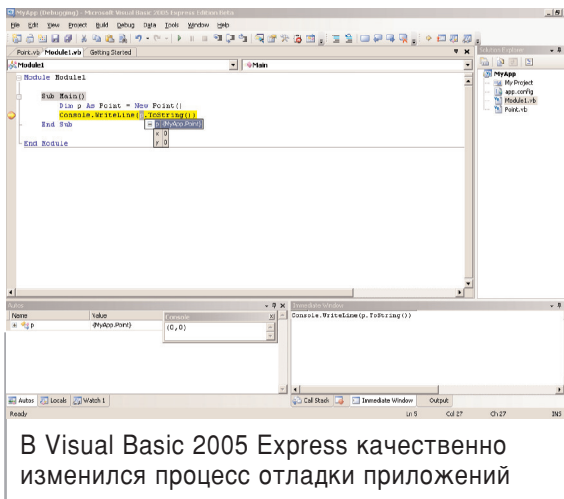 MyApp (Debugging) - Microsoft Visual Basic 2005 Express Edition Beta
File Edit View Project Build Debug Data Tools Window Help
Point.vb Module1.vb Getting Started
Solution Explorer
Module1
Main
MyApp
My Project
app.config
Module1.vb
Point.vb
Module Module1
Sub Main()
Dim p As Point = New Point()
Console.WriteLine(p.ToString())
End Sub
p {MyApp.Point}
x 0
y 0
End Module
Autos
Immediate Window
Name Value
p {MyApp.Point}
Console
(0,0)
Console.WriteLine(p.ToString())
Autos Locals Watch 1
Call Stack Immediate Window Output
Ready
Ln 5 Col 27 Ch 27 INS
В Visual Basic 2005 Express качественно
изменился процесс отладки приложений